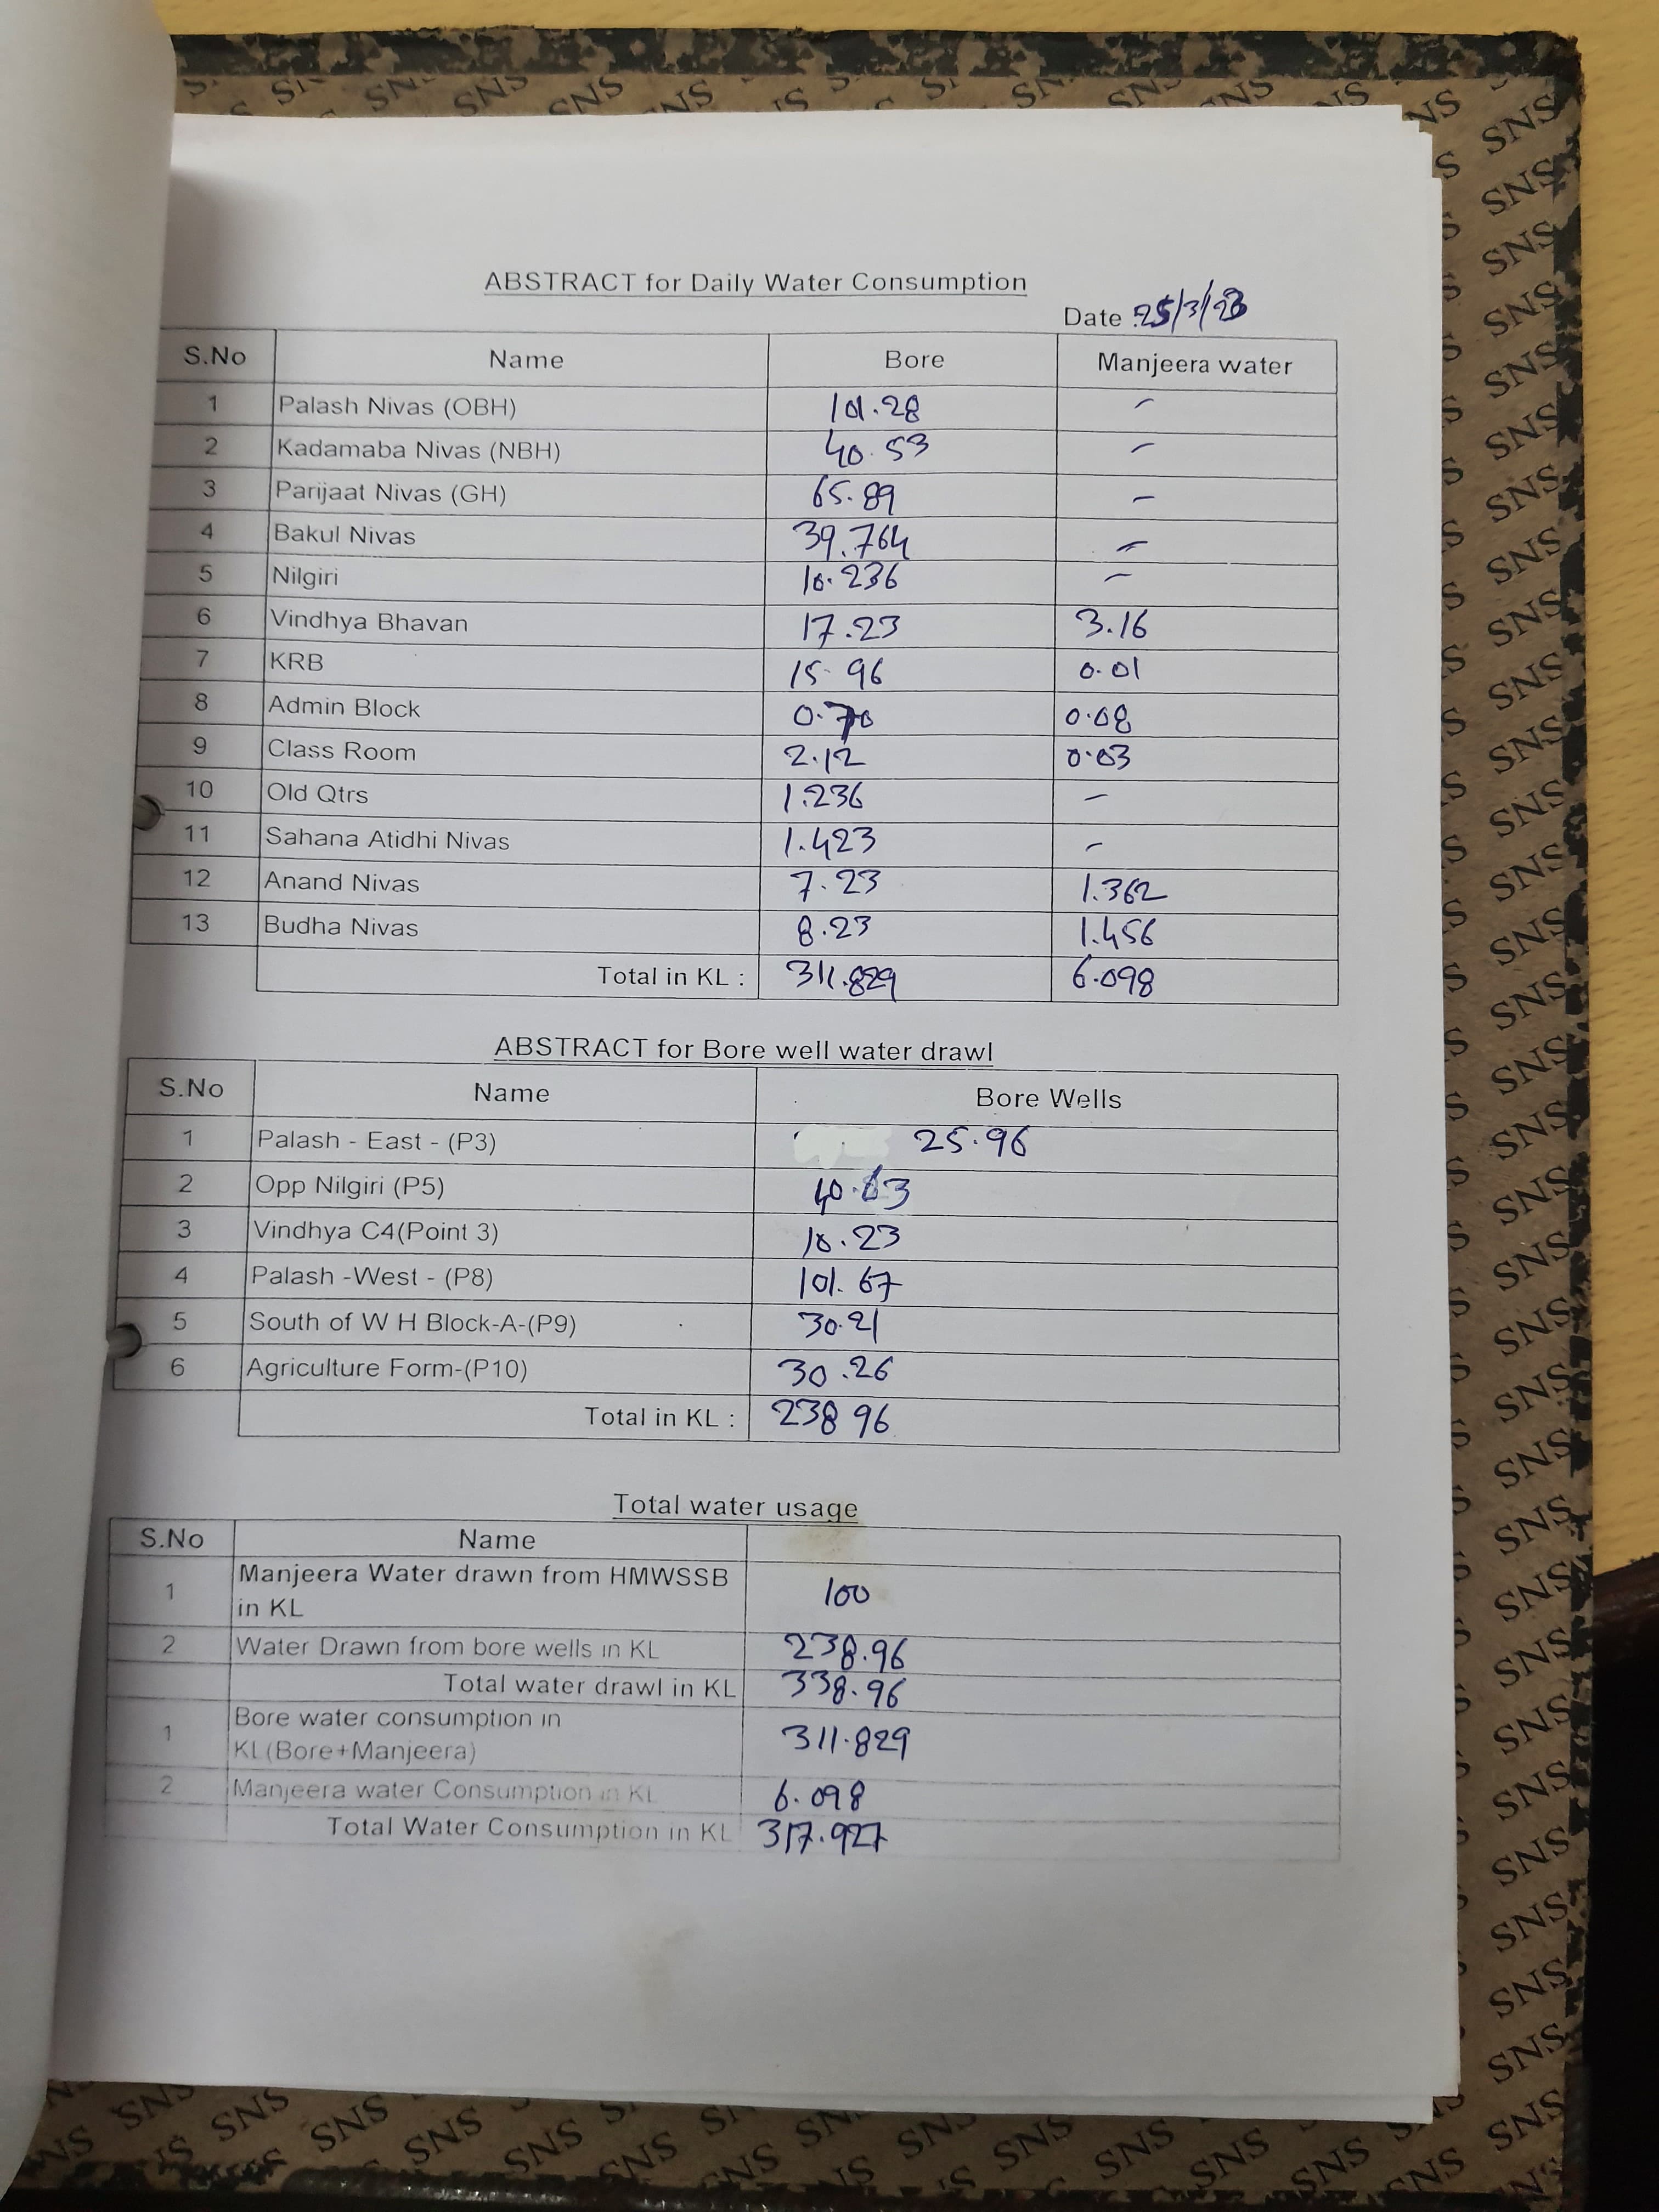 ABSTRACT for Daily Water Consumption
Date :25/3/23
S.No Name Bore Manjeera water
1 Palash Nivas (OBH) 101.28 -
2 Kadamaba Nivas (NBH) 40.53 -
3 Parijaat Nivas (GH) 65.89 -
4 Bakul Nivas 39.764 -
5 Nilgiri 10.236 -
6 Vindhya Bhavan 17.23 3.16
7 KRB 15.96 0.01
8 Admin Block 0.70 0.08
9 Class Room 2.12 0.03
10 Old Qtrs 1.236 -
11 Sahana Atidhi Nivas 1.423 -
12 Anand Nivas 7.23 1.362
13 Budha Nivas 8.23 1.456
Total in KL : 311.829 6.098
ABSTRACT for Bore well water drawl
S.No Name Bore Wells
1 Palash - East - (P3) 25.96
2 Opp Nilgiri (P5) 40.63
3 Vindhya C4(Point 3) 10.23
4 Palash -West - (P8) 101.67
5 South of W H Block-A-(P9) 30.21
6 Agriculture Form-(P10) 30.26
Total in KL : 238 96
Total water usage
S.No Name
1 Manjeera Water drawn from HMWSSB
in KL 100
2 Water Drawn from bore wells in KL 238.96
Total water drawl in KL 338.96
1 Bore water consumption in
KL(Bore+Manjeera) 311.829
2 Manjeera water Consumption in KL 6.098
Total Water Consumption in KL 317.927